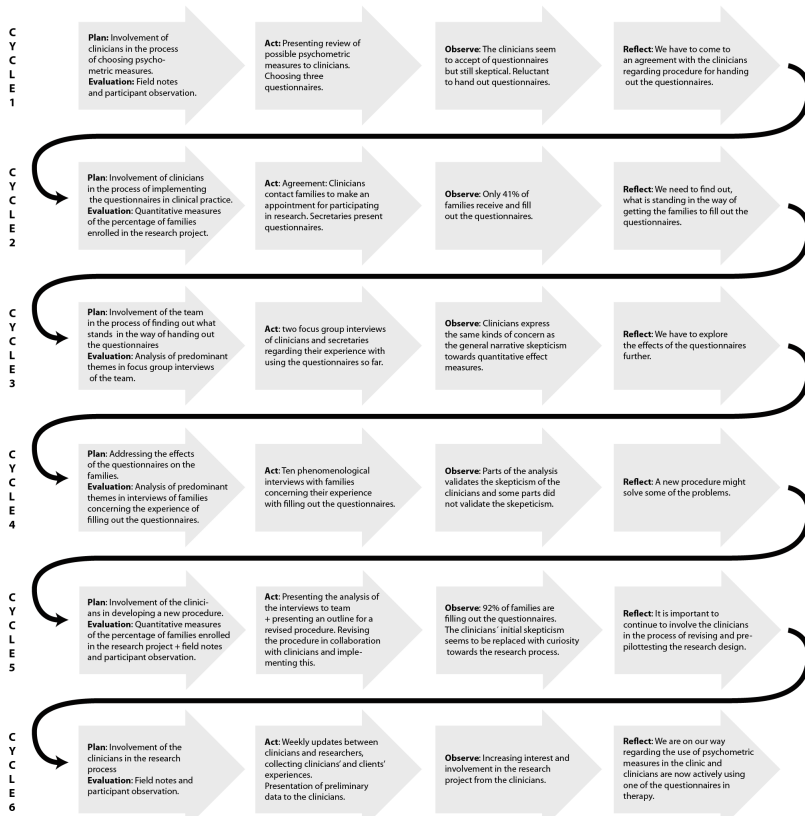 CYCLE 1
Plan: Involvement of
clinicians in the process
of choosing psycho-
metric measures.
Evaluation: Field notes
and participant observation.
Act: Presenting review of
possible psychometric
measures to clinicians.
Choosing three
questionnaires.
Observe: The clinicians seem
to accept of questionnaires
but still skeptical. Reluctant
to hand out questionnaires.
Reflect: We have to come to
an agreement with the clinicians
regarding procedure for handing
out the questionnaires.
CYCLE 2
Plan: Involvement of clinicians
in the process of implementing
the questionnaires in clinical practice.
Evaluation: Quantitative measures
of the percentage of families
enrolled in the research project.
Act: Agreement: Clinicians
contact families to make an
appointment for participating
in research. Secretaries present
questionnaires.
Observe: Only 41% of
families receive and fill
out the questionnaires.
Reflect: We need to find out,
what is standing in the way of
getting the families to fill out the
questionnaires.
CYCLE 3
Plan: Involvement of the team
in the process of finding out what
stands in the way of handing out
the questionnaires
Evaluation: Analysis of predominant
themes in focus group interviews
of the team.
Act: two focus group interviews
of clinicians and secretaries
regarding their experience with
using the questionnaires so far.
Observe: Clinicians express
the same kinds of concern as
the general narrative skepticism
towards quantitative effect
measures.
Reflect: We have to explore
the effects of the questionnaires
further.
CYCLE 4
Plan: Addressing the effects
of the questionnaires on the
families.
Evaluation: Analysis of predominant
themes in interviews of families
concerning the experience of
filling out the questionnaires.
Act: Ten phenomenological
interviews with families
concerning their experience
with filling out the questionnaires.
Observe: Parts of the analysis
validates the skepticism of the
clinicians and some parts did
not validate the skepeticism.
Reflect: A new procedure might
solve some of the problems.
CYCLE 5
Plan: Involvement of the clinici-
ans in developing a new procedure.
Evaluation: Quantitative measures
of the percentage of families enrolled
in the research project + field notes
and participant observation.
Act: Presenting the analysis of
the interviews to team
+ presenting an outline for a
revised procedure. Revising
the procedure in collaboration
with clinicians and imple-
menting this.
Observe: 92% of families are
filling out the questionnaires.
The clinicians´ initial skepticism
seems to be replaced with curiosity
towards the research process.
Reflect: It is important to
continue to involve the clinicians
in the process of revising and pre-
pilottesting the research design.
CYCLE 6
Plan: Involvement of the
clinicians in the research
process
Evaluation: Field notes and
participant observation.
Act: Weekly updates between
clinicians and researchers,
collecting clinicians’ and clients’
experiences.
Presentation of preliminary
data to the clinicians.
Observe: Increasing interest and
involvement in the research
project from the clinicians.
Reflect: We are on our way
regarding the use of psychometric
measures in the clinic and
clinicians are now actively using
one of the questionnaires in
therapy.